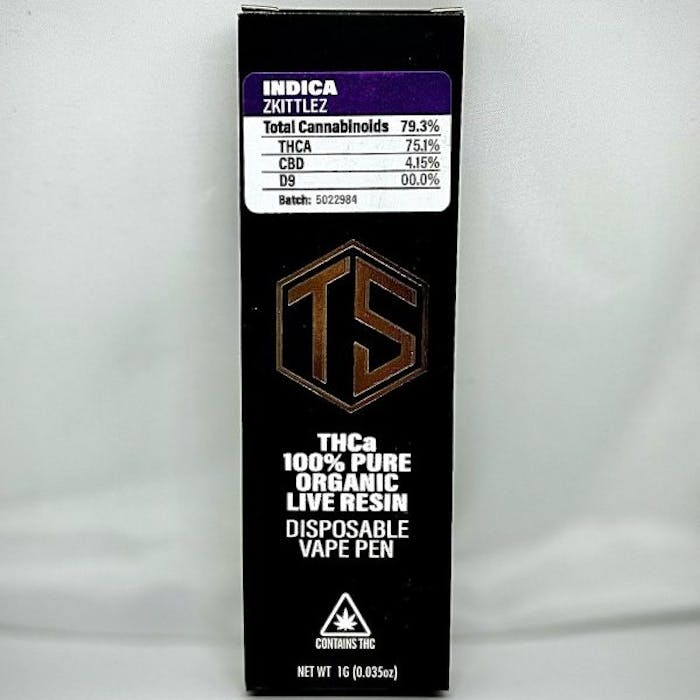 INDICA
ZKITTLEZ
Total Cannabinoids 79.3%
THCA 75.1%
CBD 4.15%
D9 00.0%
Batch: 5022984
TS
THCa
100% PURE
ORGANIC
LIVE RESIN
DISPOSABLE
VAPE PEN
CONTAINS THC
NET WT 1G (0.035oz)